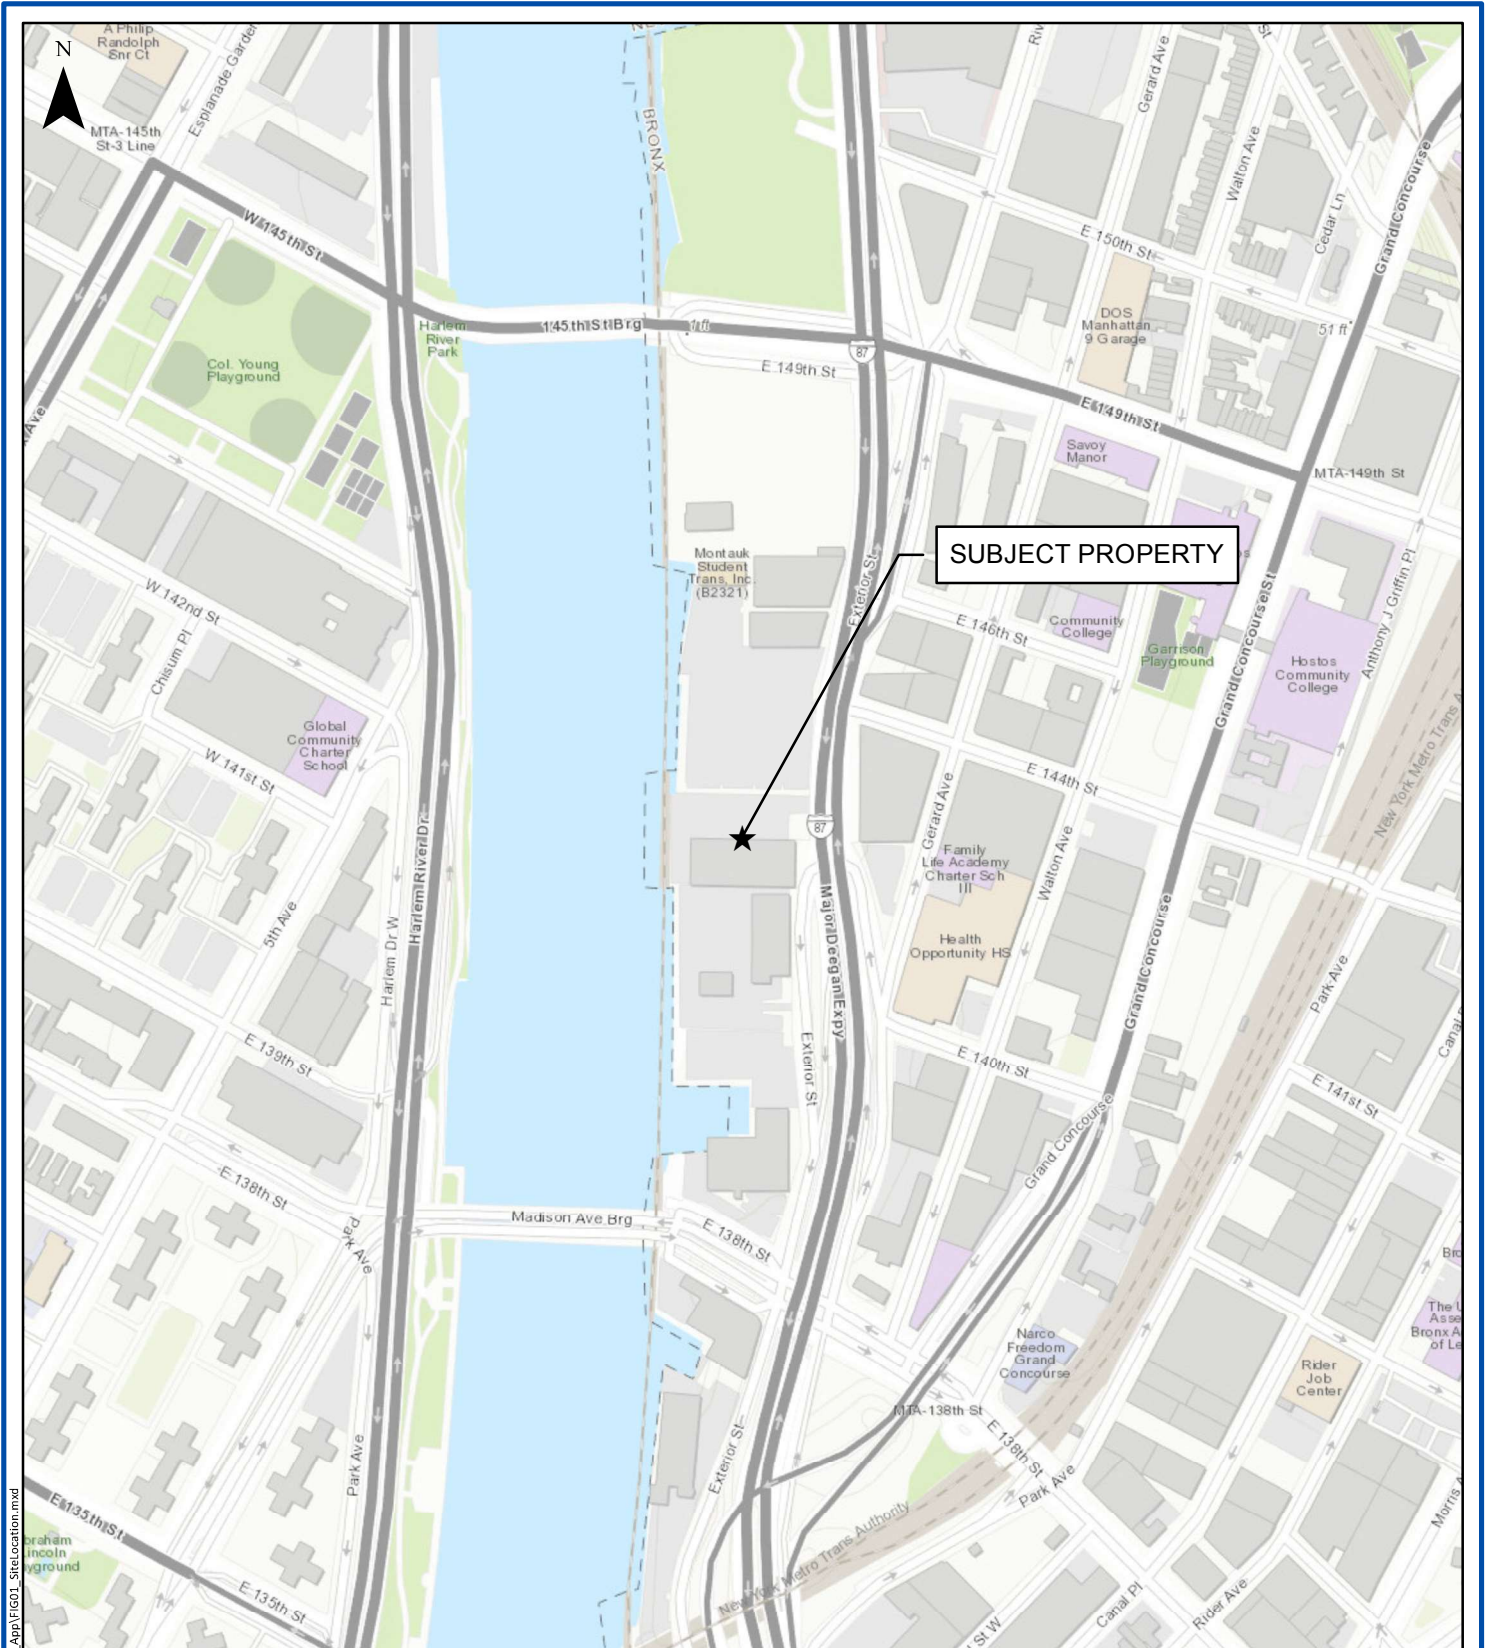 A Philip
Randolph
Snr Ct
Esplanade Garden
N
BRONX
Gerard Ave
Walton Ave
Cedar Ln
Grand Concourse
MTA-145th
St-3 Line
W 145th St
E 150th St
DOS
Manhattan
9 Garage
51 ft
Harlem
River
Park
145th St Brg
1 ft
87
E 149th St
Col. Young
Playground
E 149th St
Savoy
Manor
MTA-149th St
SUBJECT PROPERTY
Montauk
Student
Trans, Inc.
(B2321)
Exterior St
Anthony J Griffin Pl
W 142nd St
E 146th St
Community
College
Garrison
Playground
Grand Concourse St
Hostos
Community
College
Chisum Pl
Global
Community
Charter
School
W 141st St
E 144th St
New York Metro Trans A
Gerard Ave
87
Family
Life Academy
Charter Sch
III
Walton Ave
Harlem River Dr
Major Deegan Expy
5th Ave
Harlem Dr W
Health
Opportunity HS
Grand Concourse
Park Ave
E 139th St
Exterior St
E 140th St
E 141st St
Grand Concourse
E 138th St
Madison Ave Brg
E 138th St
Park Ave
Narco
Freedom
Grand
Concourse
Rider
Job
Center
MTA-138th St
E 138th St
Park Ave
Exterior St
Park Ave
E 135th St
New York Metro Trans Authority
E 135th St
Canal Pl
Rider Ave
St W
App\FIG01_SiteLocation.mxd